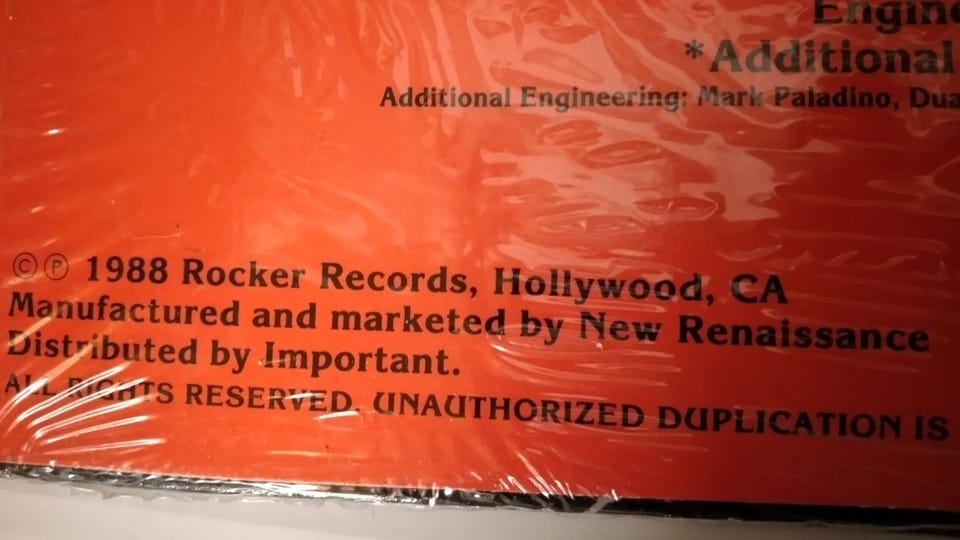 Engine
*Additional
Additional Engineering: Mark Paladino, Dua
©℗ 1988 Rocker Records, Hollywood, CA
Manufactured and marketed by New Renaissance
Distributed by Important.
ALL RIGHTS RESERVED. UNAUTHORIZED DUPLICATION IS